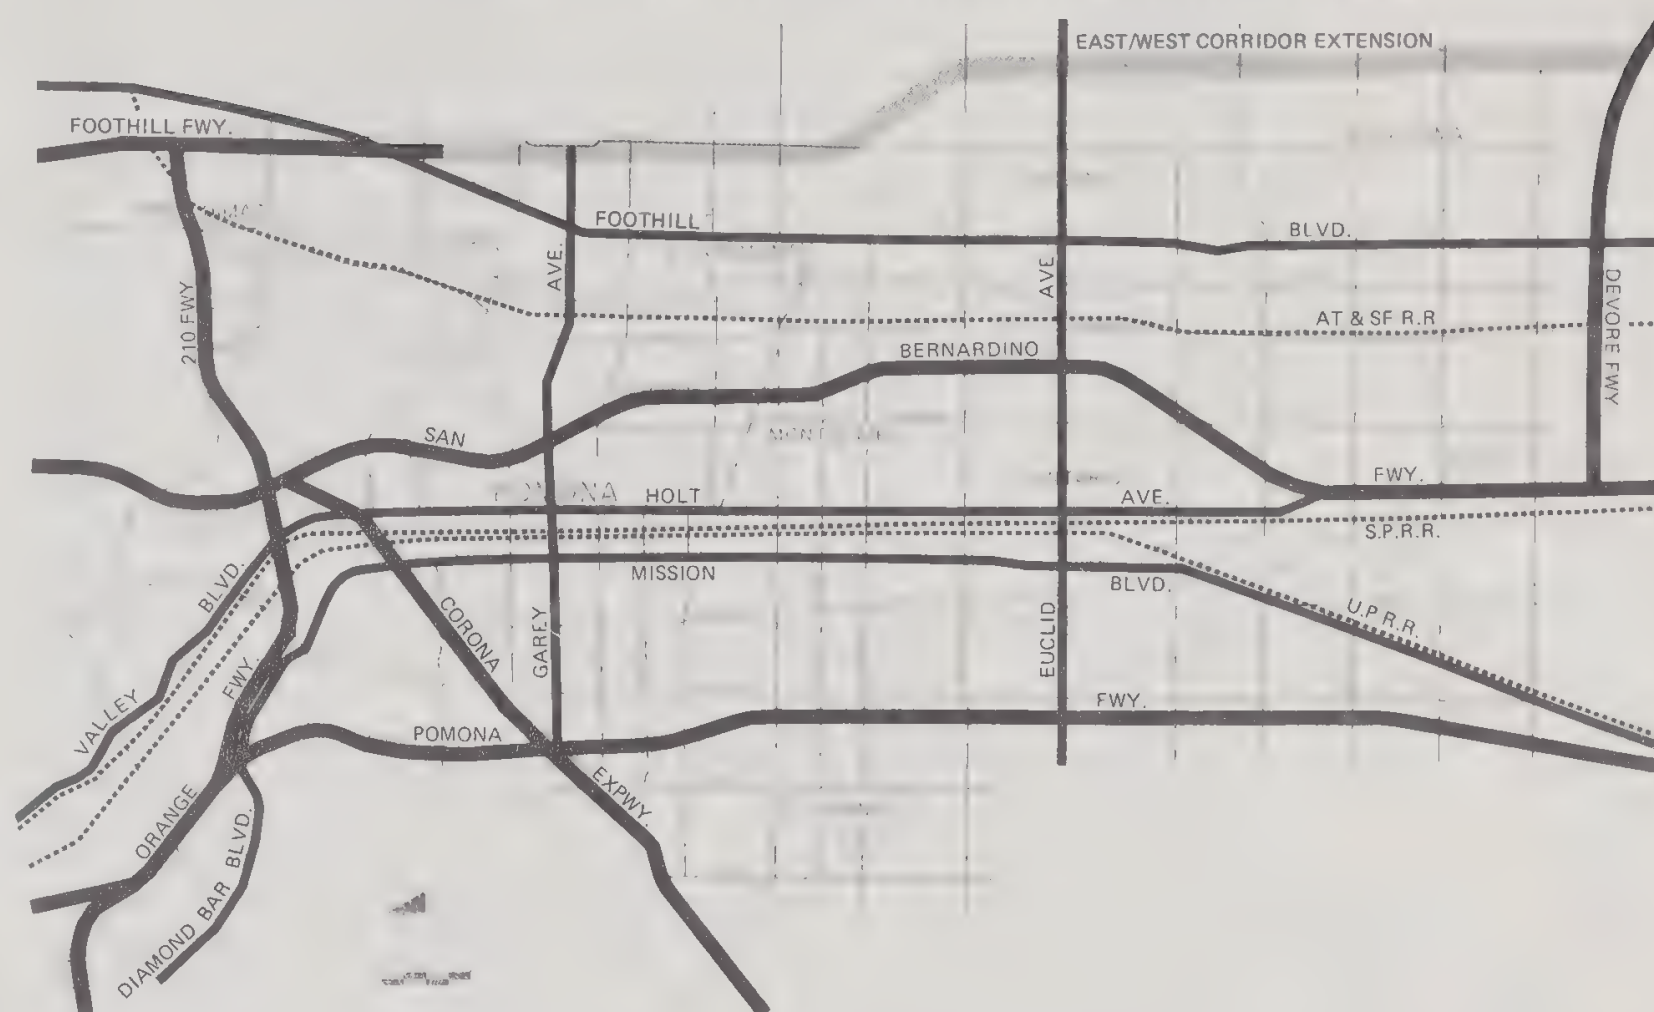 EAST/WEST CORRIDOR EXTENSION
FOOTHILL FWY.
FOOTHILL BLVD.
210 FWY
AVE.
AVE.
DEVORE FWY
AT & SF R.R
SAN BERNARDINO FWY.
HOLT AVE.
S.P.R.R.
MISSION BLVD.
U.P.R.R.
VALLEY BLVD.
CORONA EXPWY.
GAREY
EUCLID
ORANGE FWY.
POMONA FWY.
DIAMOND BAR BLVD.